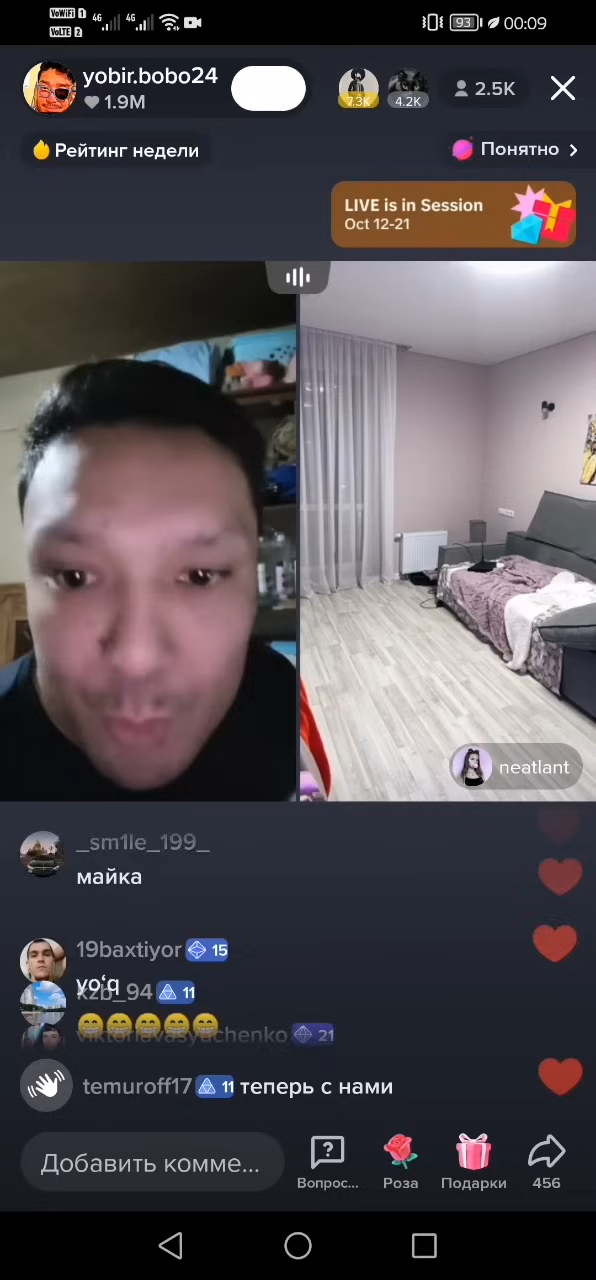 VoWiFi 1
VoLTE 2
4G
4G
93
00:09
yobir.bobo24
1.9M
7.3K
4.2K
2.5K
Рейтинг недели
Понятно
LIVE is in Session
Oct 12-21
neatlant
_sm1le_199_
майка
19baxtiyor 15
yo‘q
kzb_94 11
viktoriavasyuchenko 21
temuroff17 11 теперь с нами
Добавить комме...
Вопрос...
Роза
Подарки
456